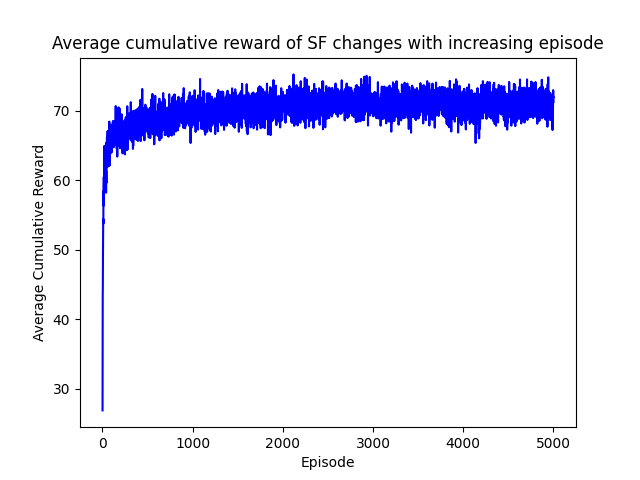 Average cumulative reward of SF changes with increasing episode
70
60
50
40
30
Average Cumulative Reward
0 1000 2000 3000 4000 5000
Episode